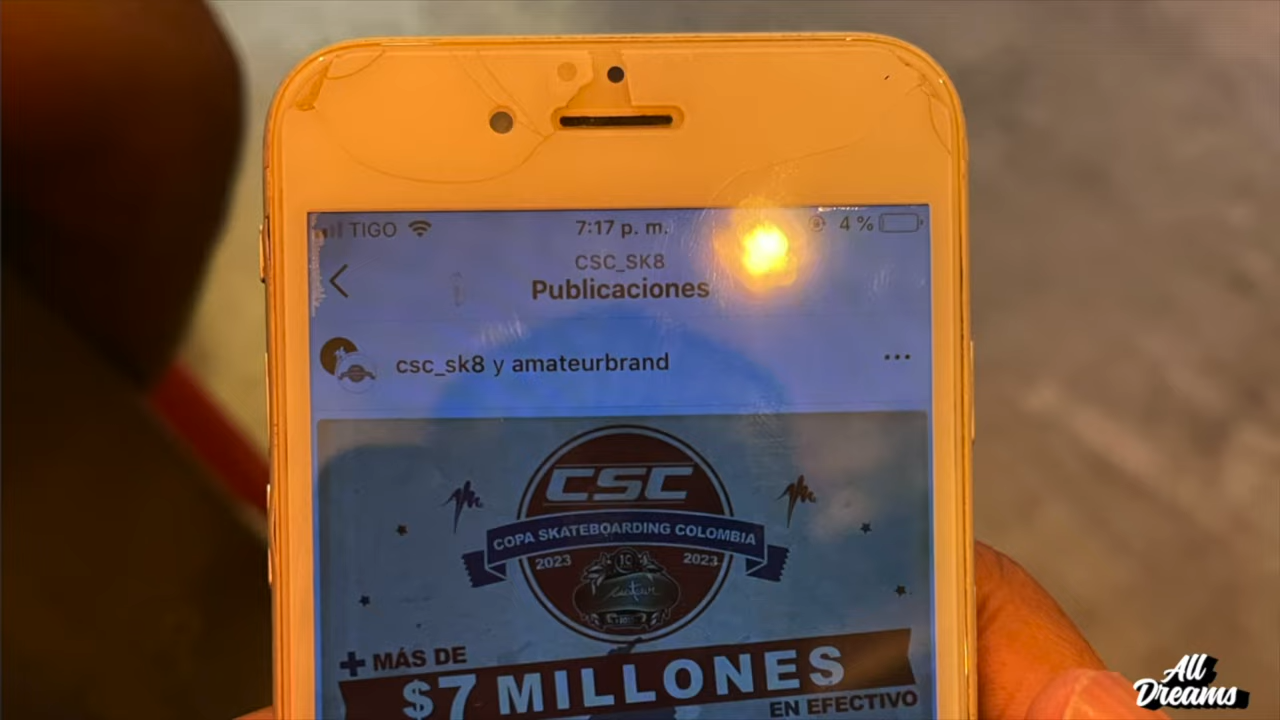 TIGO 7:17 p. m. 4 %
CSC_SK8
Publicaciones
csc_sk8 y amateurbrand
CSC
COPA SKATEBOARDING COLOMBIA
2023 2023
10
+ MÁS DE
$7 MILLONES
EN EFECTIVO
All
Dreams